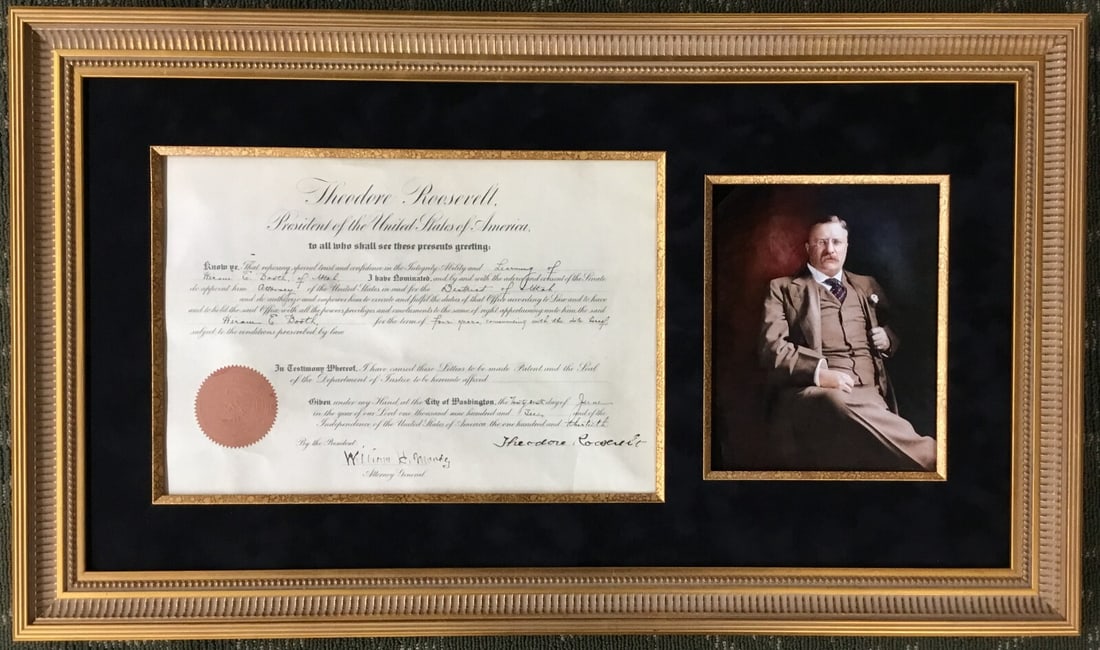 Theodore Roosevelt,
President of the United States of America,
to all who shall see these presents greeting:
Know ye, That reposing special trust and confidence in the Integrity, Ability and Learning of
Hiram E. Booth, of Utah, I have Nominated, and by and with the advice and consent of the Senate
do appoint him Attorney of the United States in and for the District of Utah
and do authorize and empower him to execute and fulfil the duties of that Office according to Law and to have
and to hold the said Office, with all the powers, privileges and emoluments to the same of right appertaining unto him, the said
Hiram E. Booth, for the term of four years, commencing with the date hereof,
subject to the conditions prescribed by law.
In Testimony Whereof, I have caused these Letters to be made Patent and the Seal
of the Department of Justice to be hereunto affixed.
Given under my Hand at the City of Washington, the day of June
in the year of our Lord one thousand nine hundred and and of the
Independence of the United States of America the one hundred and thirtieth
By the President: Theodore Roosevelt
William H. Moody
Attorney General.